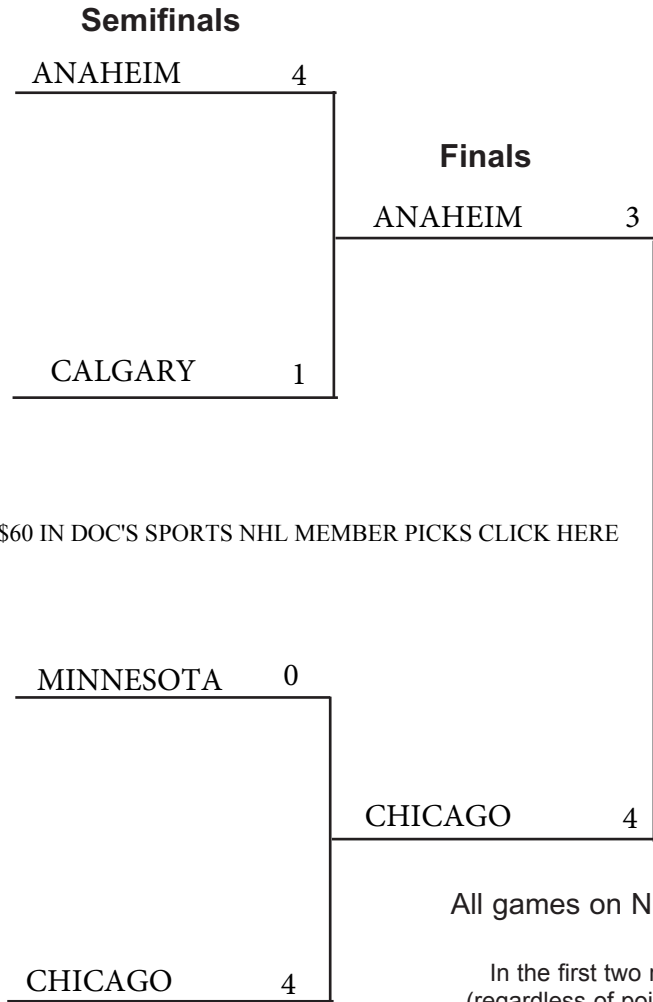 Semifinals
ANAHEIM 4
Finals
ANAHEIM 3
CALGARY 1
$60 IN DOC'S SPORTS NHL MEMBER PICKS CLICK HERE
MINNESOTA 0
CHICAGO 4
All games on N
In the first two
CHICAGO 4
(regardless of